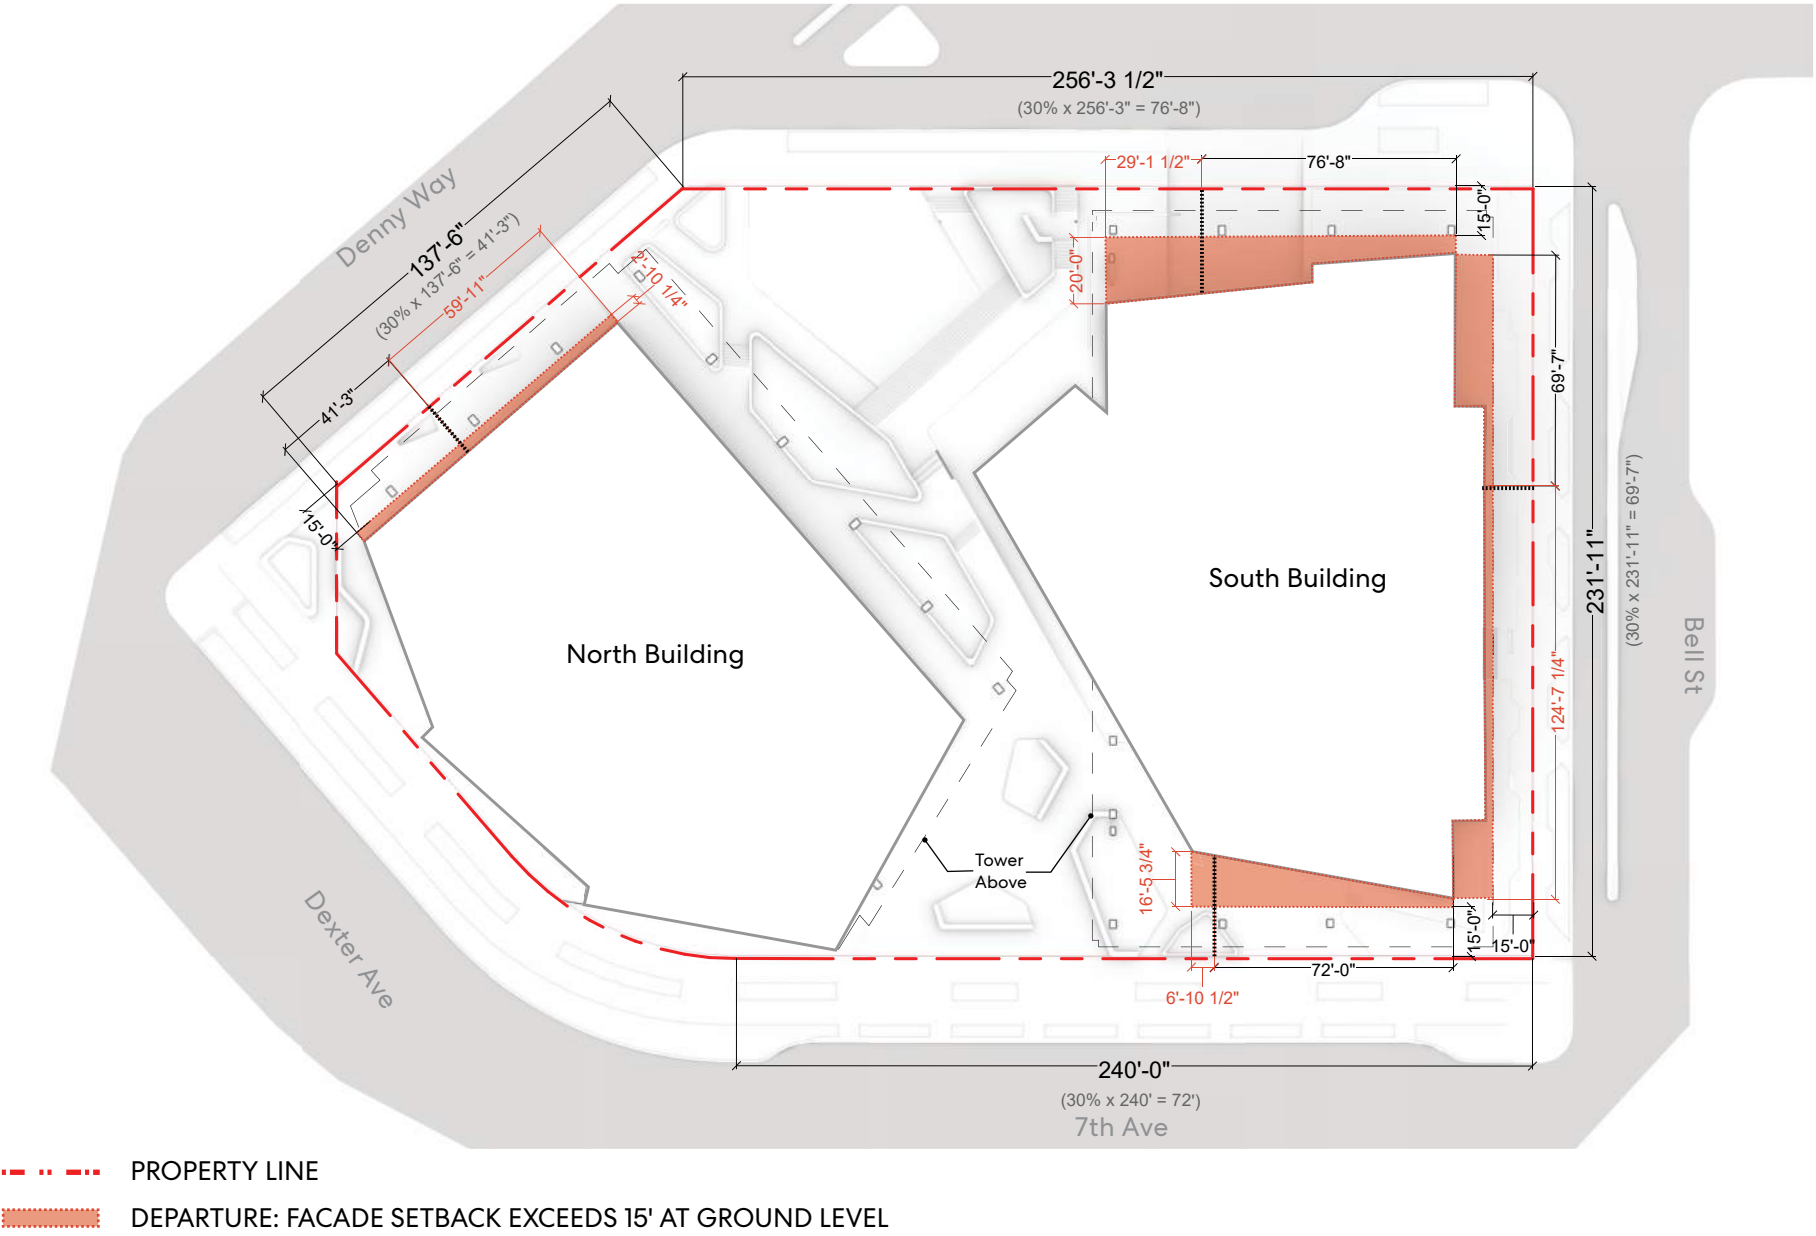 256'-3 1/2"
(30% x 256'-3" = 76'-8")
29'-1 1/2"
76'-8"
15'-0"
20'-0"
Denny Way
137'-6"
(30% x 137'-6" = 41'-3")
59'-11"
2'-10 1/4"
41'-3"
15'-0"
69'-7"
231'-11"
(30% x 231'-11" = 69'-7")
South Building
North Building
Bell St
124'-7 1/4"
Tower
Above
16'-5 3/4"
15'-0"
15'-0"
72'-0"
6'-10 1/2"
Dexter Ave
240'-0"
(30% x 240' = 72')
7th Ave
PROPERTY LINE
DEPARTURE: FACADE SETBACK EXCEEDS 15' AT GROUND LEVEL